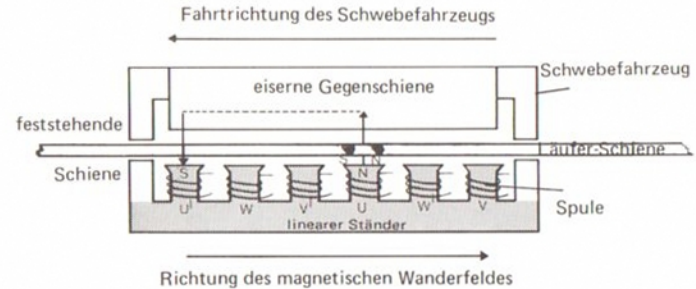 Fahrtrichtung des Schwebefahrzeugs
eiserne Gegenschiene
Schwebefahrzeug
feststehende
S N
Läufer-Schiene
Schiene
S N
Spule
U' W V' U W' V
linearer Ständer
Richtung des magnetischen Wanderfeldes